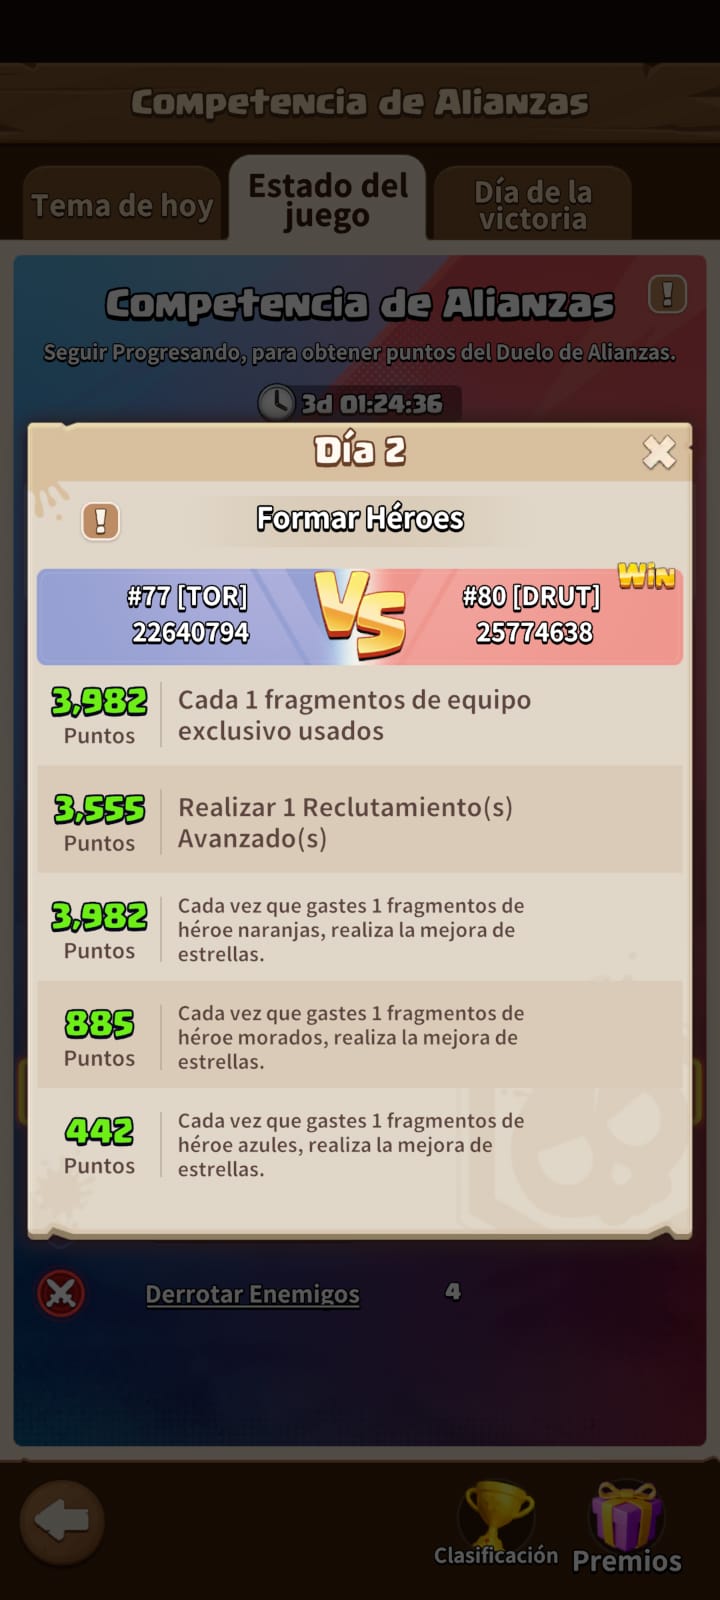 Competencia de Alianzas
Tema de hoy
Estado del
juego
Día de la
victoria
Competencia de Alianzas
!
Seguir Progresando, para obtener puntos del Duelo de Alianzas.
3d 01:24:36
Día 2
!
Formar Héroes
#77 [TOR]
22640794
VS
Win
#80 [DRUT]
25774638
3,982
Puntos
Cada 1 fragmentos de equipo
exclusivo usados
3,555
Puntos
Realizar 1 Reclutamiento(s)
Avanzado(s)
3,982
Puntos
Cada vez que gastes 1 fragmentos de
héroe naranjas, realiza la mejora de
estrellas.
885
Puntos
Cada vez que gastes 1 fragmentos de
héroe morados, realiza la mejora de
estrellas.
442
Puntos
Cada vez que gastes 1 fragmentos de
héroe azules, realiza la mejora de
estrellas.
Derrotar Enemigos
4
Clasificación
Premios